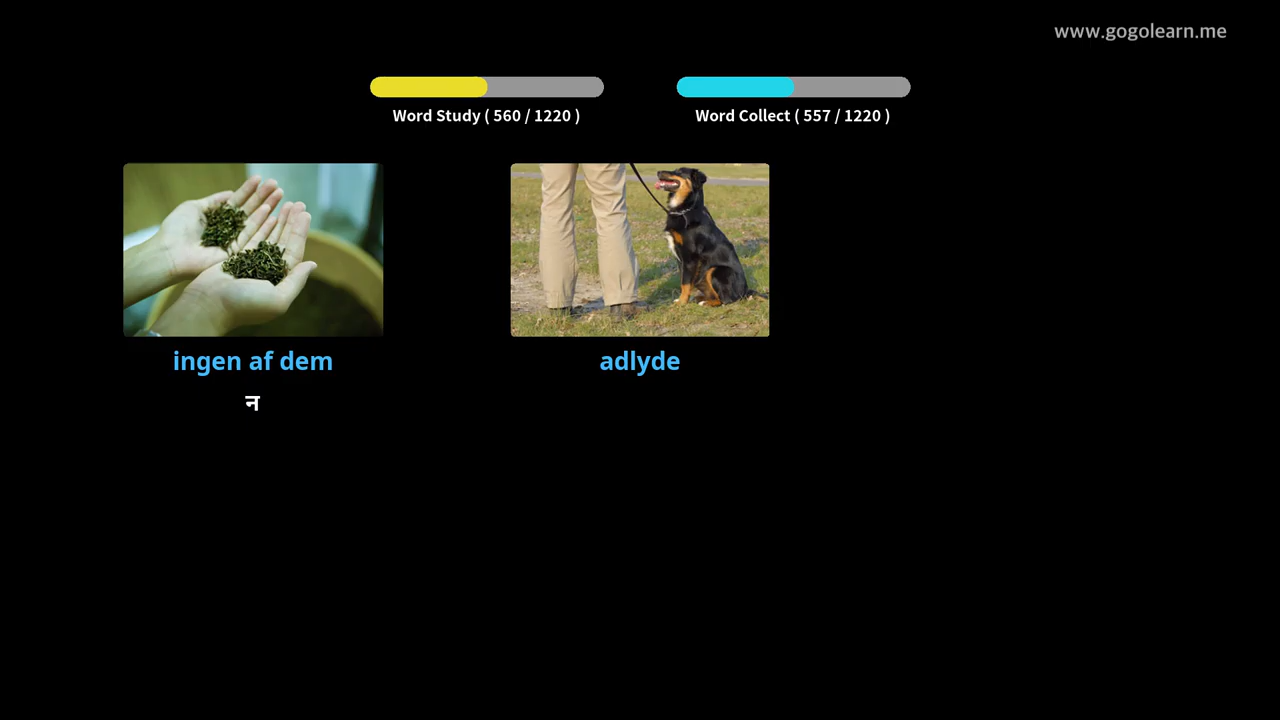 www.gogolearn.me
Word Study ( 560 / 1220 )
Word Collect ( 557 / 1220 )
ingen af dem
adlyde
न